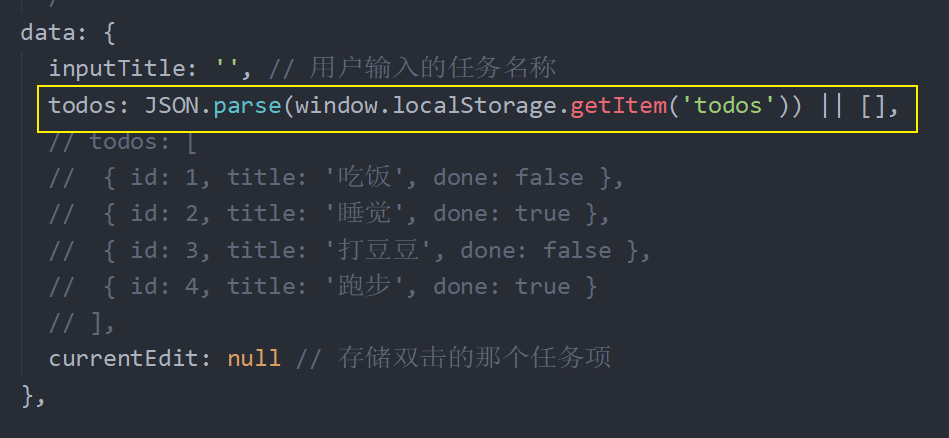 data: {
inputTitle: '', // 用户输入的任务名称
todos: JSON.parse(window.localStorage.getItem('todos')) || [],
// todos: [
//  { id: 1, title: '吃饭', done: false },
//  { id: 2, title: '睡觉', done: true },
//  { id: 3, title: '打豆豆', done: false },
//  { id: 4, title: '跑步', done: true }
// ],
currentEdit: null // 存储双击的那个任务项
},